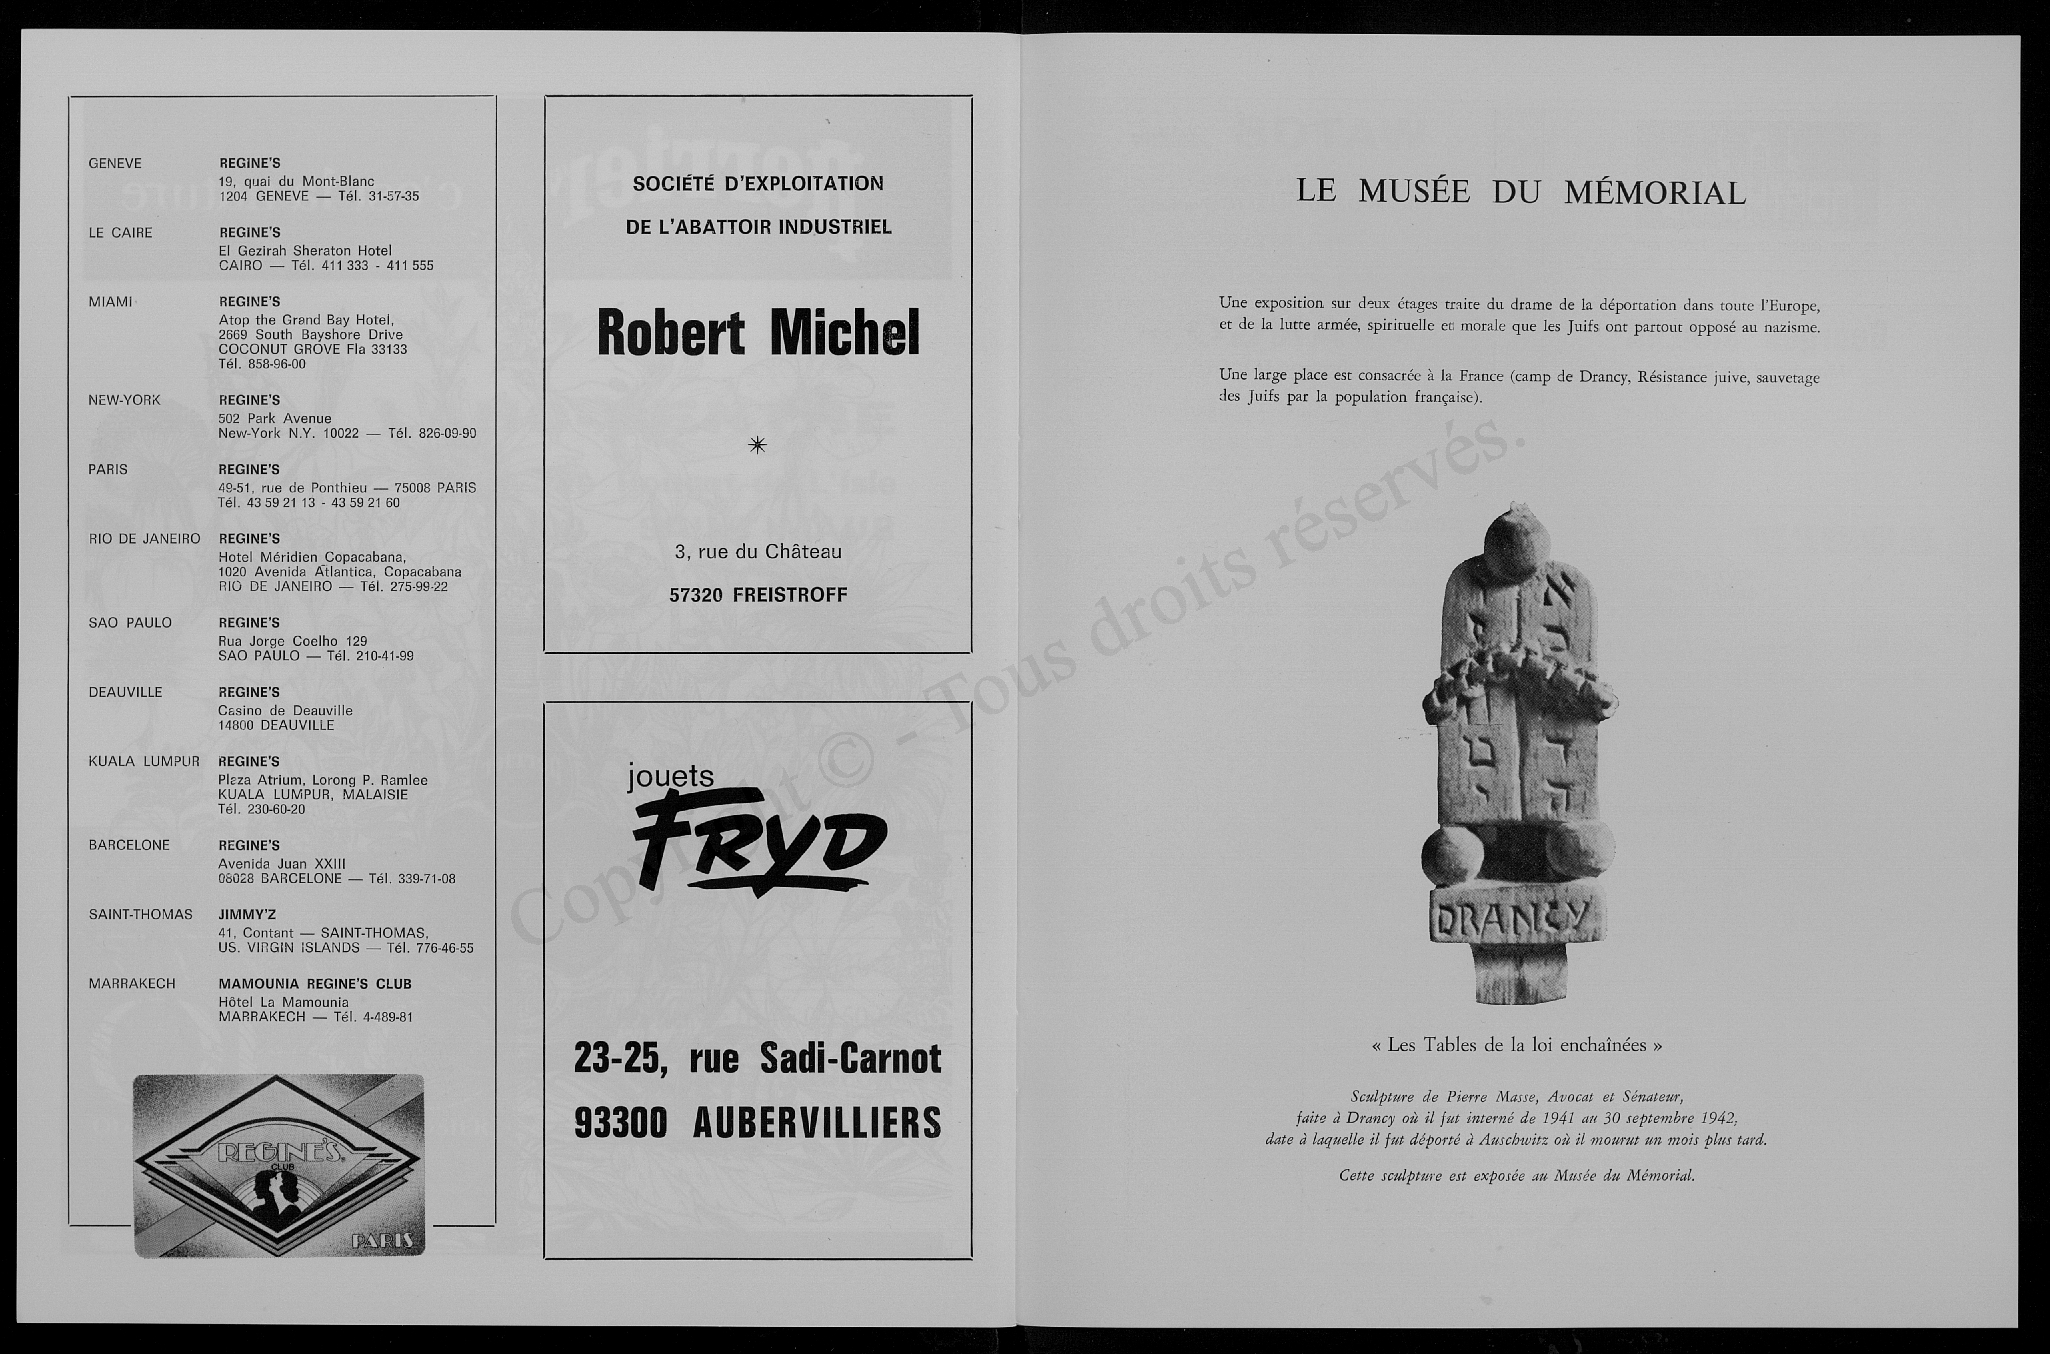 GENEVE REGINE'S
19, quai du Mont-Blanc
1204 GENEVE — Tél. 31-57-35
LE CAIRE REGINE'S
El Gezirah Sheraton Hotel
CAIRO — Tél. 411 333 - 411 555
MIAMI REGINE'S
Atop the Grand Bay Hotel,
2669 South Bayshore Drive
COCONUT GROVE Fla 33133
Tél. 858-96-00
NEW-YORK REGINE'S
502 Park Avenue
New-York N.Y. 10022 — Tél. 826-09-90
PARIS REGINE'S
49-51, rue de Ponthieu — 75008 PARIS
Tél. 43 59 21 13 - 43 59 21 60
RIO DE JANEIRO REGINE'S
Hotel Méridien Copacabana,
1020 Avenida Atlantica, Copacabana
RIO DE JANEIRO — Tél. 275-99-22
SAO PAULO REGINE'S
Rua Jorge Coelho 129
SAO PAULO — Tél. 210-41-99
DEAUVILLE REGINE'S
Casino de Deauville
14800 DEAUVILLE
KUALA LUMPUR REGINE'S
Plaza Atrium, Lorong P. Ramlee
KUALA LUMPUR, MALAISIE
Tél. 230-60-20
BARCELONE REGINE'S
Avenida Juan XXIII
08028 BARCELONE — Tél. 339-71-08
SAINT-THOMAS JIMMY'Z
41, Contant — SAINT-THOMAS,
US. VIRGIN ISLANDS — Tél. 776-46-55
MARRAKECH MAMOUNIA REGINE'S CLUB
Hôtel La Mamounia
MARRAKECH — Tél. 4-489-81
REGINE'S
CLUB
PARIS
SOCIÉTÉ D'EXPLOITATION
DE L'ABATTOIR INDUSTRIEL
Robert Michel
3, rue du Château
57320 FREISTROFF
jouets
FRYD
23-25, rue Sadi-Carnot
93300 AUBERVILLIERS
LE MUSÉE DU MÉMORIAL
Une exposition sur deux étages traite du drame de la déportation dans toute l'Europe,
et de la lutte armée, spirituelle et morale que les Juifs ont partout opposé au nazisme.
Une large place est consacrée à la France (camp de Drancy, Résistance juive, sauvetage
des Juifs par la population française).
DRANCY
« Les Tables de la loi enchaînées »
Sculpture de Pierre Masse, Avocat et Sénateur,
faite à Drancy où il fut interné de 1941 au 30 septembre 1942,
date à laquelle il fut déporté à Auschwitz où il mourut un mois plus tard.
Cette sculpture est exposée au Musée du Mémorial.
Copyright © - Tous droits réservés.